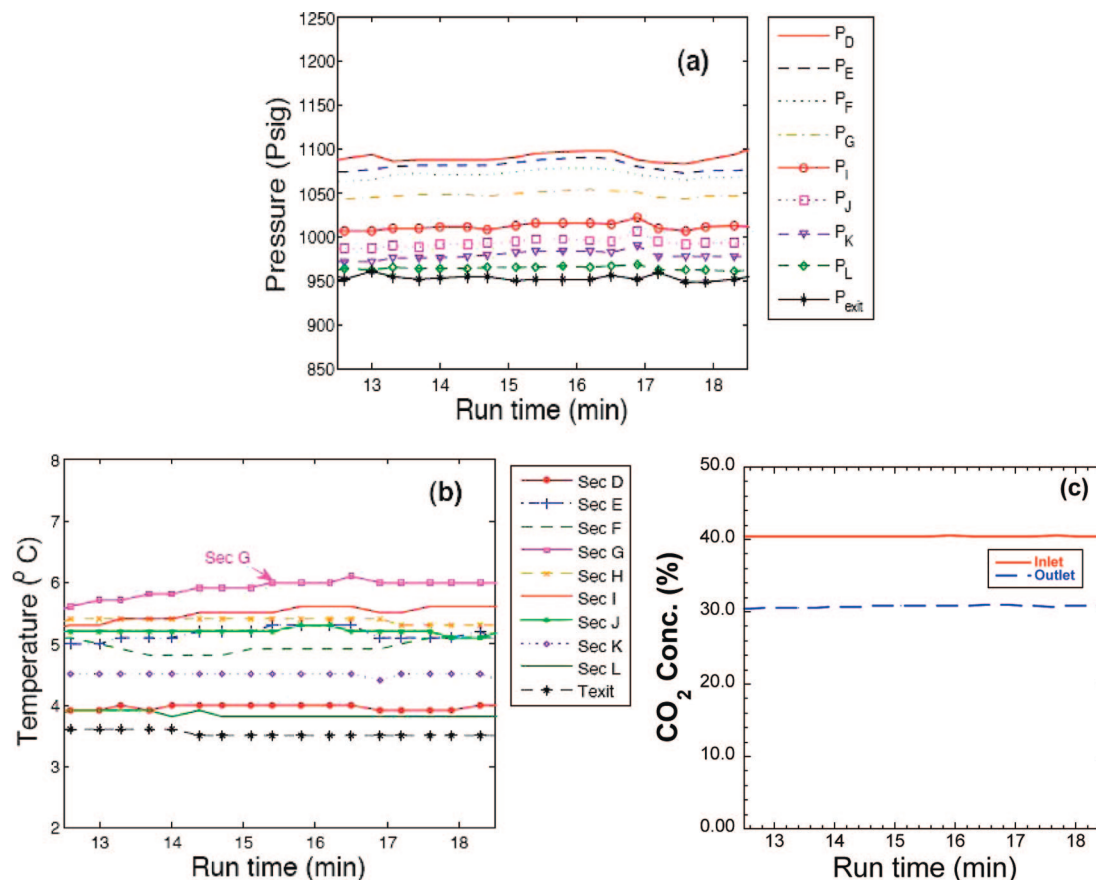 (a)
Pressure (Psig)
1250
1200
1150
1100
1050
1000
950
900
850
13 14 15 16 17 18
Run time (min)
P_D
P_E
P_F
P_G
P_I
P_J
P_K
P_L
P_exit
(b)
Temperature (⁰ C)
8
7
6
5
4
3
2
Sec G
13 14 15 16 17 18
Run time (min)
Sec D
Sec E
Sec F
Sec G
Sec H
Sec I
Sec J
Sec K
Sec L
Texit
(c)
CO₂ Conc. (%)
50.0
40.0
30.0
20.0
10.0
0.00
Inlet
Outlet
13 14 15 16 17 18
Run time (min)